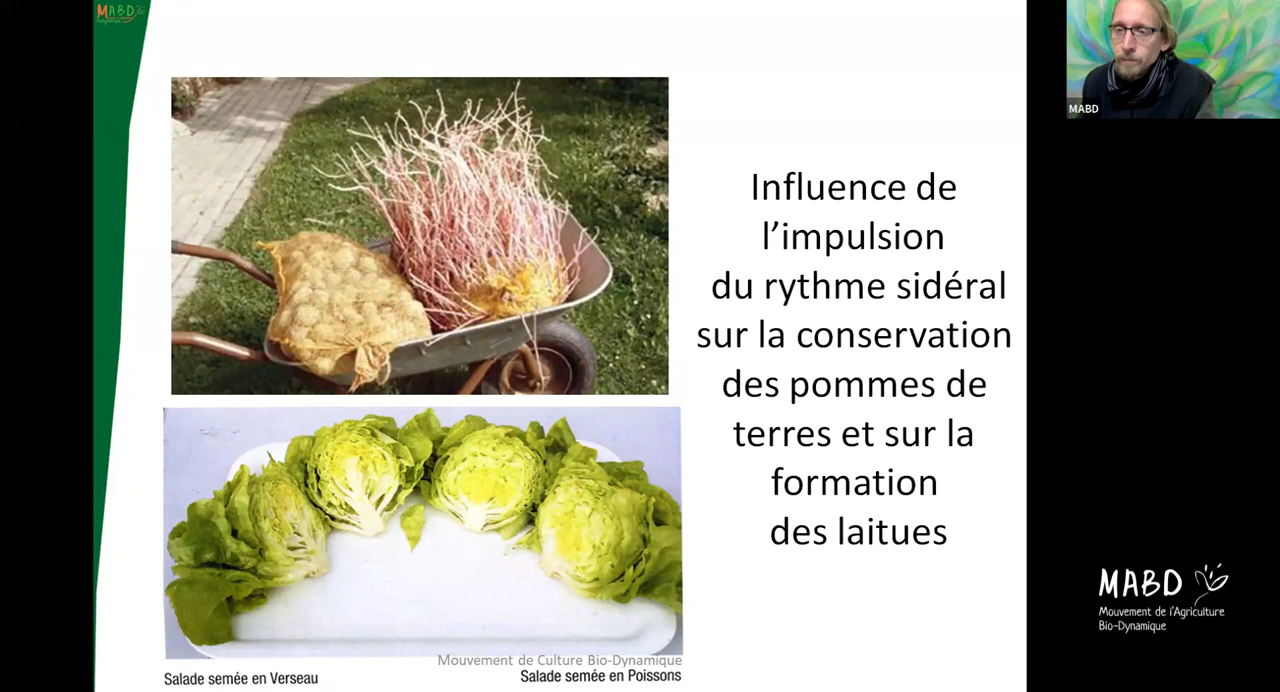 MABD
Influence de
l’impulsion
du rythme sidéral
sur la conservation
des pommes de
terres et sur la
formation
des laitues
Mouvement de Culture Bio-Dynamique
Salade semée en Verseau
Salade semée en Poissons
MABD
MABD
Mouvement de l'Agriculture
Bio-Dynamique